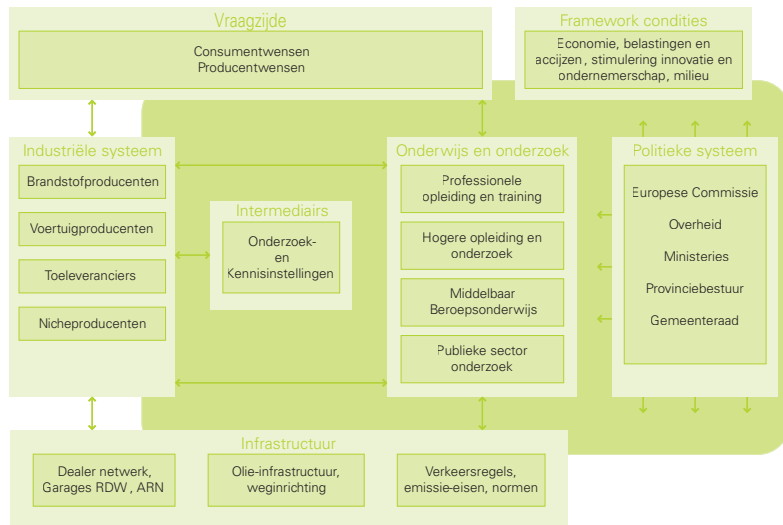 Vraagzijde
Consumentwensen
Producentwensen
Framework condities
Economie, belastingen en
accijzen, stimulering innovatie en
ondernemerschap, milieu
Industriële systeem
Brandstofproducenten
Voertuigproducenten
Toeleveranciers
Nicheproducenten
Intermediairs
Onderzoek-
en
Kennisinstellingen
Onderwijs en onderzoek
Professionele
opleiding en training
Hogere opleiding en
onderzoek
Middelbaar
Beroepsonderwijs
Publieke sector
onderzoek
Politieke systeem
Europese Commissie
Overheid
Ministeries
Provinciebestuur
Gemeenteraad
Infrastructuur
Dealer netwerk,
Garages RDW, ARN
Olie-infrastructuur,
weginrichting
Verkeersregels,
emissie-eisen, normen